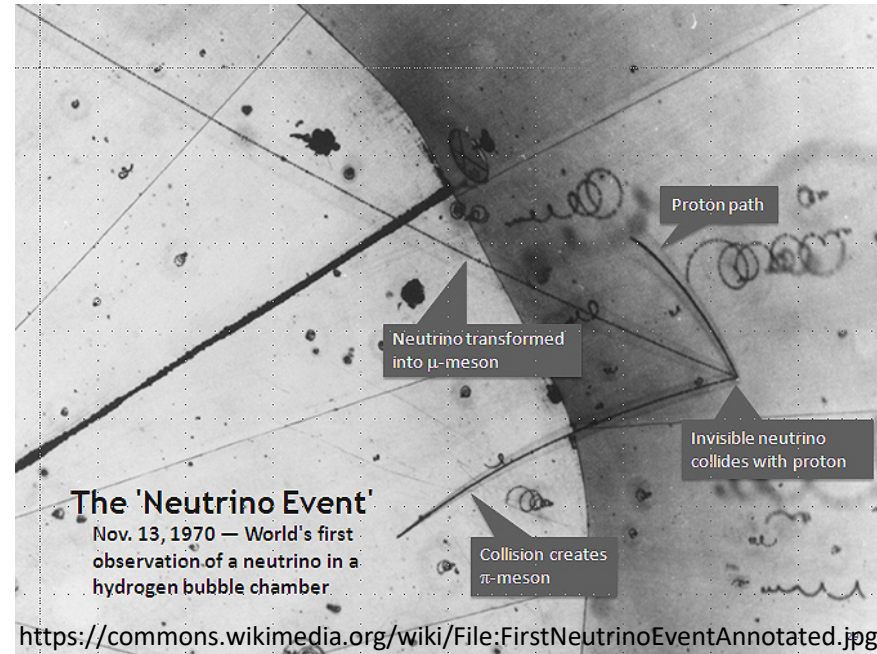 Proton path
Neutrino transformed
into μ-meson
Invisible neutrino
collides with proton
The 'Neutrino Event'
Nov. 13, 1970 — World's first
observation of a neutrino in a
hydrogen bubble chamber
Collision creates
π-meson
https://commons.wikimedia.org/wiki/File:FirstNeutrinoEventAnnotated.jpg